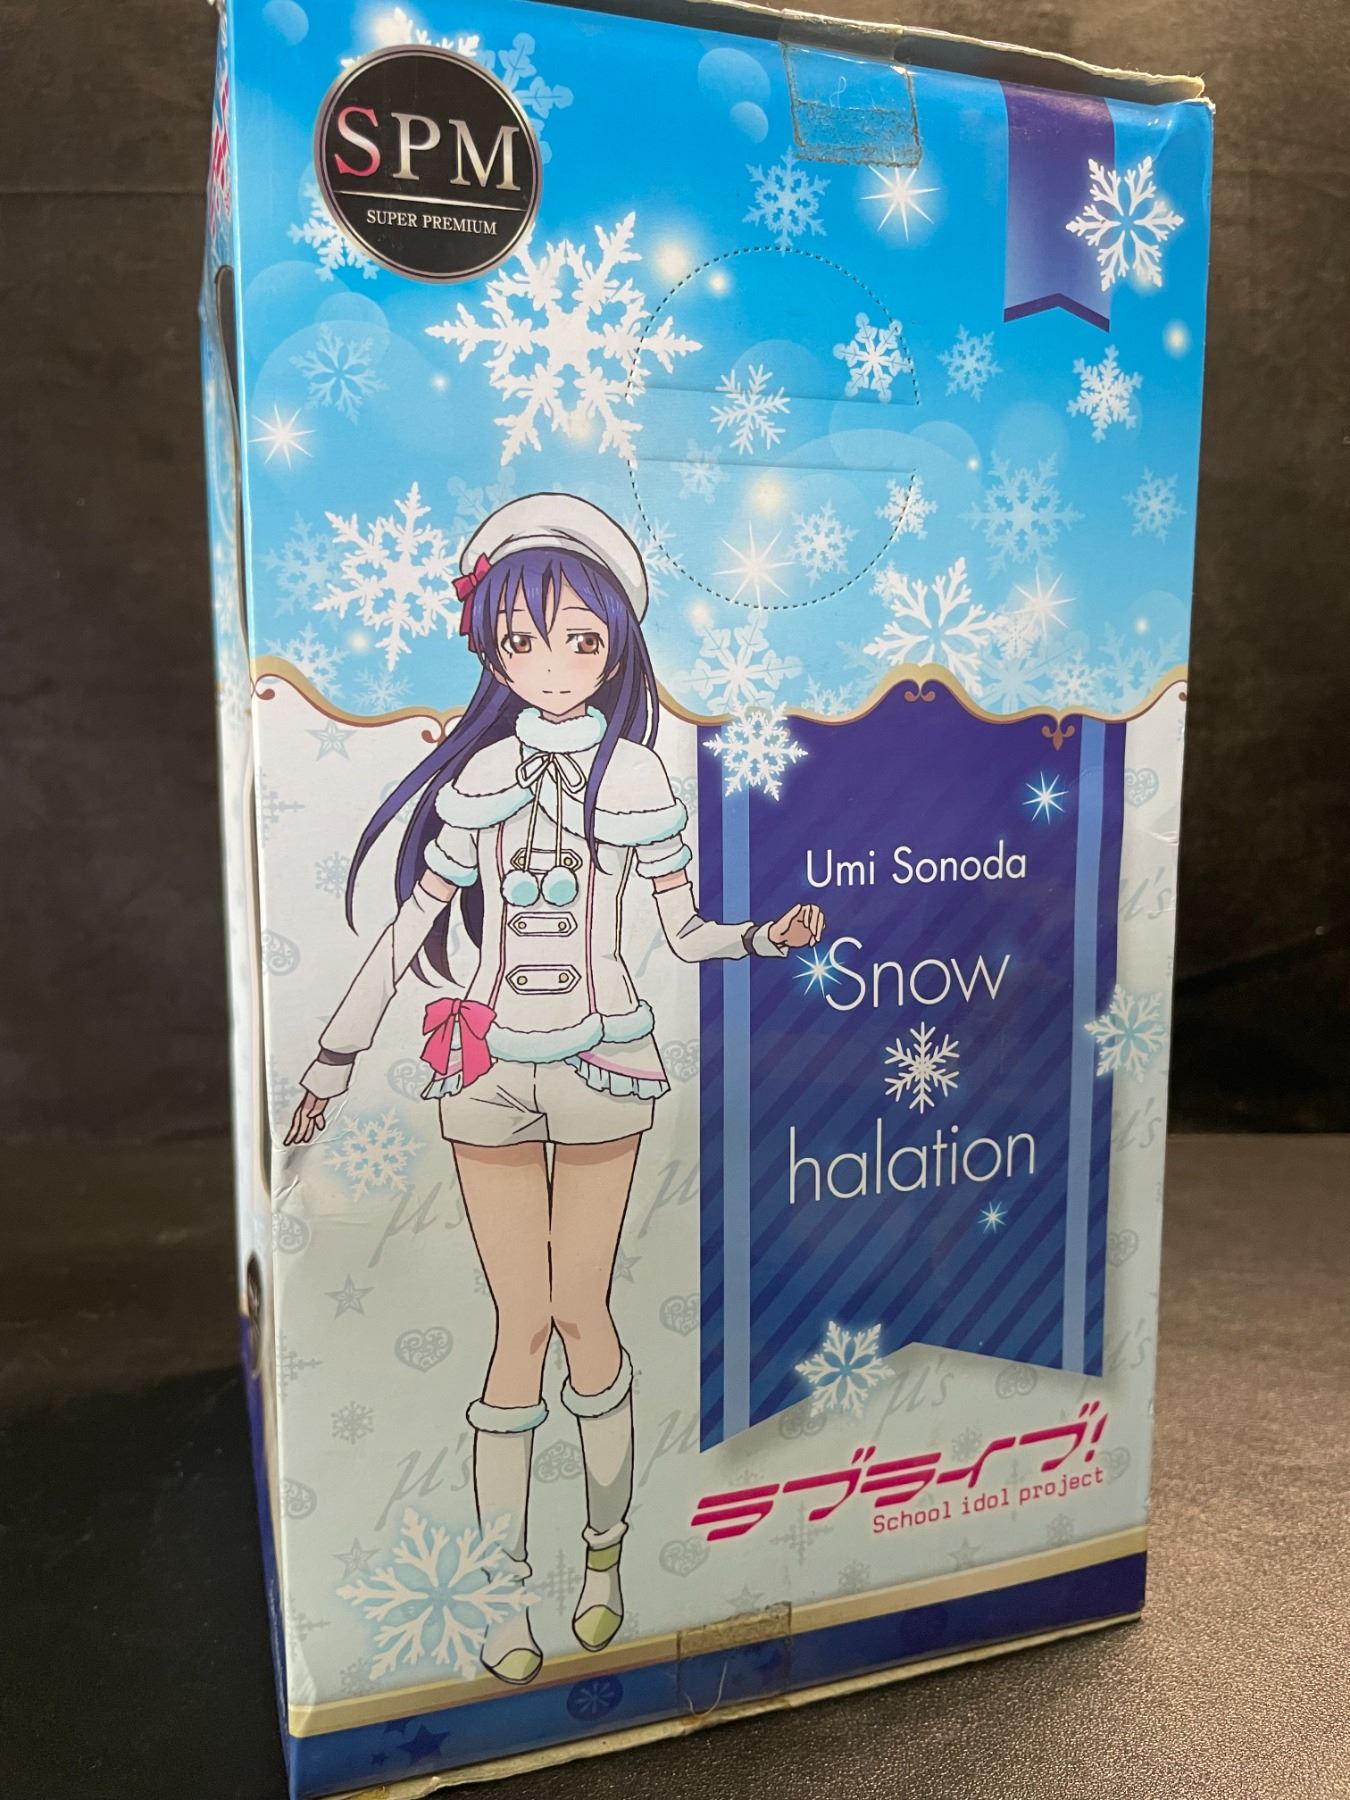 SPM
SUPER PREMIUM
Umi Sonoda
Snow
halation
ラブライブ!
School idol project
μ's
μ's
μ's
μ's
μ's
μ's